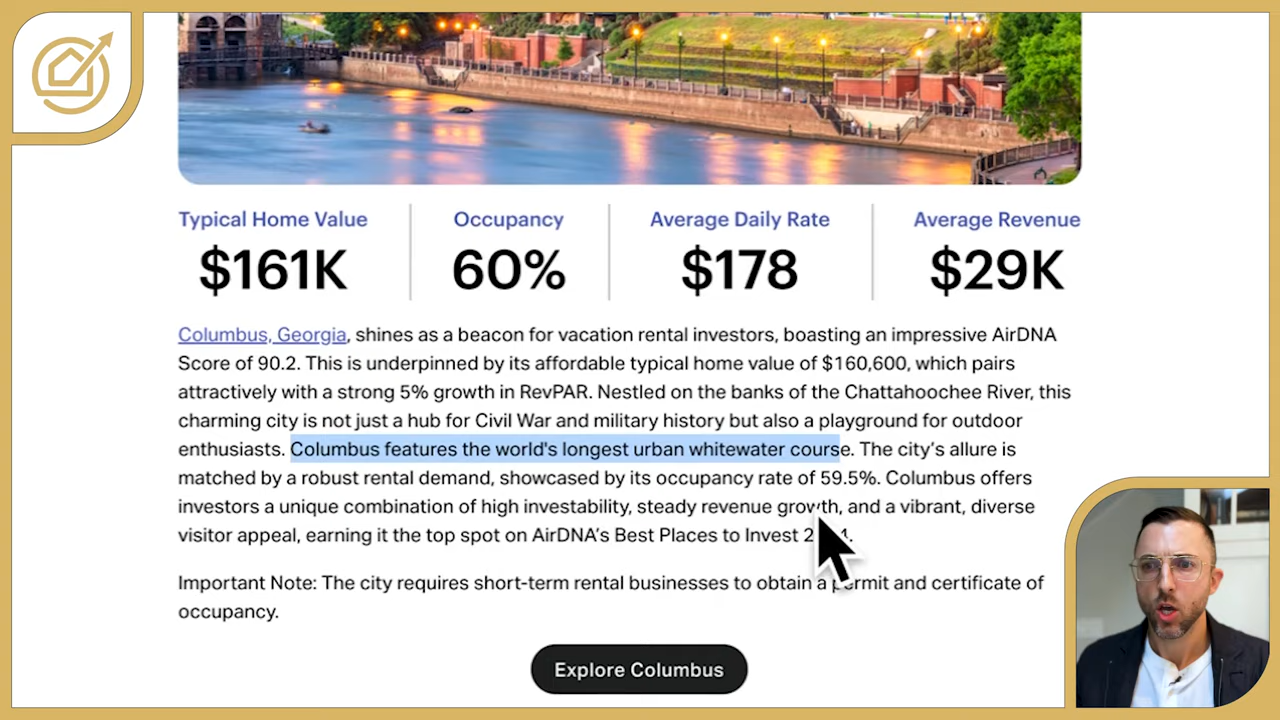 Typical Home Value
Occupancy
Average Daily Rate
Average Revenue
$161K
60%
$178
$29K
Columbus, Georgia, shines as a beacon for vacation rental investors, boasting an impressive AirDNA
Score of 90.2. This is underpinned by its affordable typical home value of $160,600, which pairs
attractively with a strong 5% growth in RevPAR. Nestled on the banks of the Chattahoochee River, this
charming city is not just a hub for Civil War and military history but also a playground for outdoor
enthusiasts. Columbus features the world's longest urban whitewater course. The city's allure is
matched by a robust rental demand, showcased by its occupancy rate of 59.5%. Columbus offers
investors a unique combination of high investability, steady revenue growth, and a vibrant, diverse
visitor appeal, earning it the top spot on AirDNA's Best Places to Invest
Important Note: The city requires short-term rental businesses to obtain a permit and certificate of
occupancy.
Explore Columbus